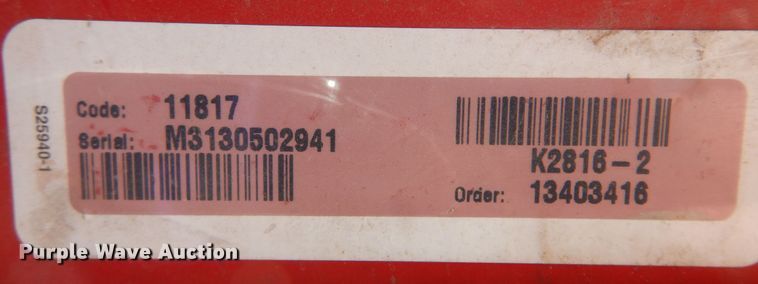 S25940-1
Code: 11817
Serial: M3130502941
K2816-2
Order: 13403416
Purple Wave Auction